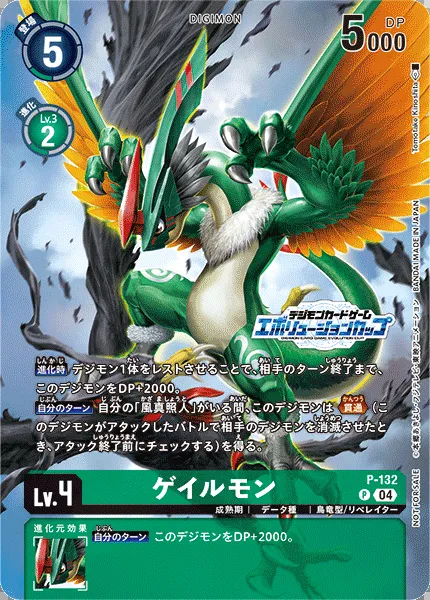 DIGIMON
登場
5
DP
5000
進化
Lv.3
2
Tomotake Kinoshita
BANDAI MADE IN JAPAN
デジモンカードゲーム
エボリューションカップ
DIGIMON CARD GAME EVOLUTION CUP
進化時 デジモン1体をレストさせることで、相手のターン終了まで、
このデジモンをDP+2000。
自分のターン 自分の「風真照人」がいる間、このデジモンは 貫通 (こ
のデジモンがアタックしたバトルで相手のデジモンを消滅させたと
き、アタック終了前にチェックする)を得る。
NOT FOR SALE
P-132
Lv.4
ゲイルモン
P 04
成熟期 | データ種 | 鳥竜型/リベレイター
進化元効果
自分のターン このデジモンをDP+2000。